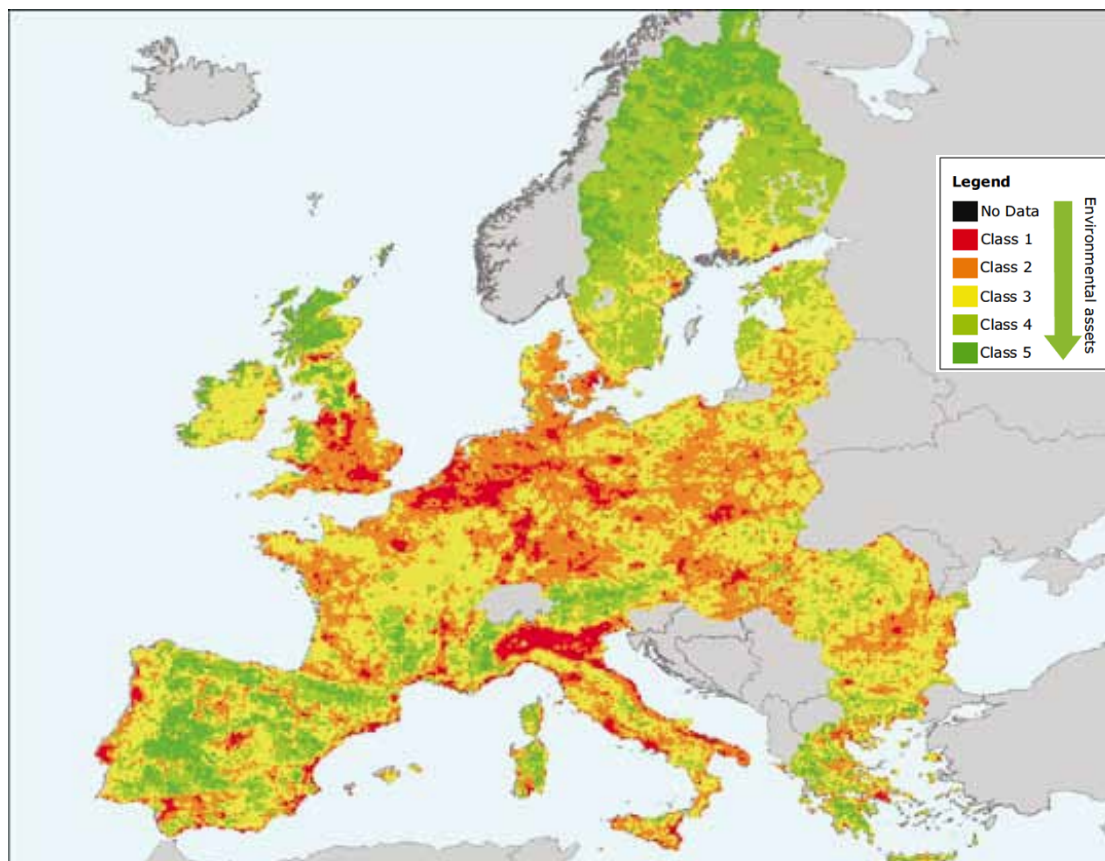 Legend
No Data
Class 1
Class 2
Class 3
Class 4
Class 5
Environmental assets